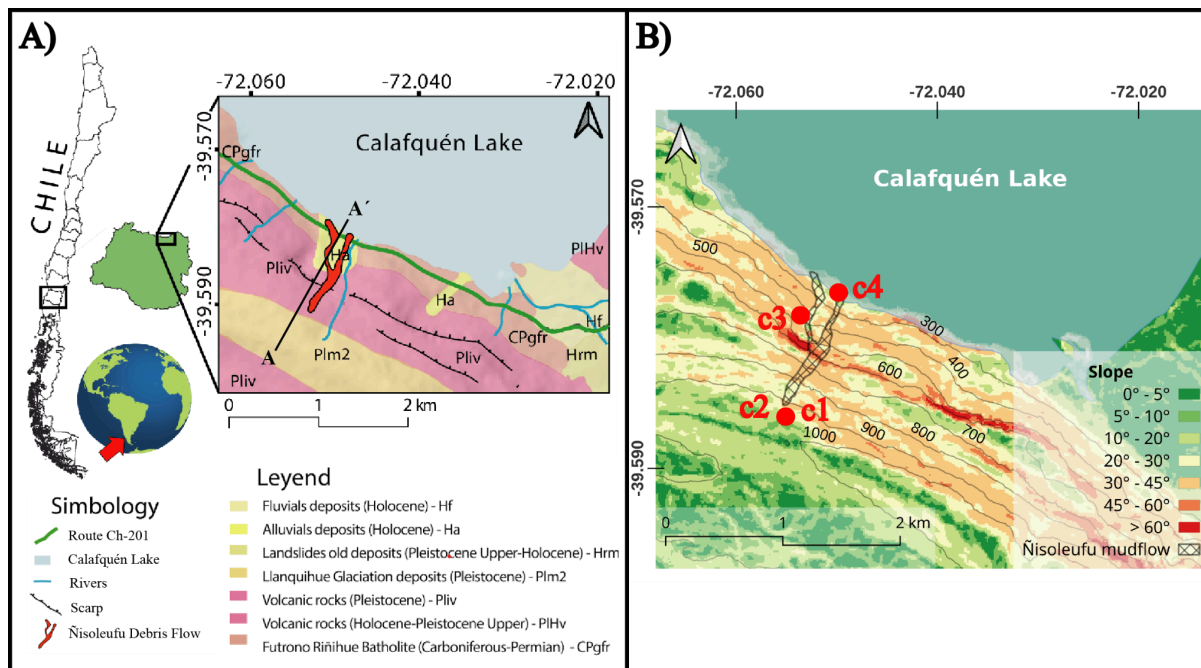 A)
-72.060
-72.040
-72.020
-39.570
-39.590
CHILE
CPgfr
Calafquén Lake
A´
Ha
Pliv
PlHv
Ha
Hf
CPgfr
Hrm
A
Plm2
Pliv
Pliv
0 1 2 km
Simbology
Route Ch-201
Calafquén Lake
Rivers
Scarp
Ñisoleufu Debris Flow
Leyend
Fluvials deposits (Holocene) - Hf
Alluvials deposits (Holocene) - Ha
Landslides old deposits (Pleistocene Upper-Holocene) - Hrm
Llanquihue Glaciation deposits (Pleistocene) - Plm2
Volcanic rocks (Pleistocene) - Pliv
Volcanic rocks (Holocene-Pleistocene Upper) - PlHv
Futrono Riñihue Batholite (Carboniferous-Permian) - CPgfr
B)
-72.060
-72.040
-72.020
-39.570
-39.590
Calafquén Lake
500
c4
c3
300
400
600
c2 c1
700
800
900
1000
0 1 2 km
Slope
0° - 5°
5° - 10°
10° - 20°
20° - 30°
30° - 45°
45° - 60°
> 60°
Ñisoleufu mudflow